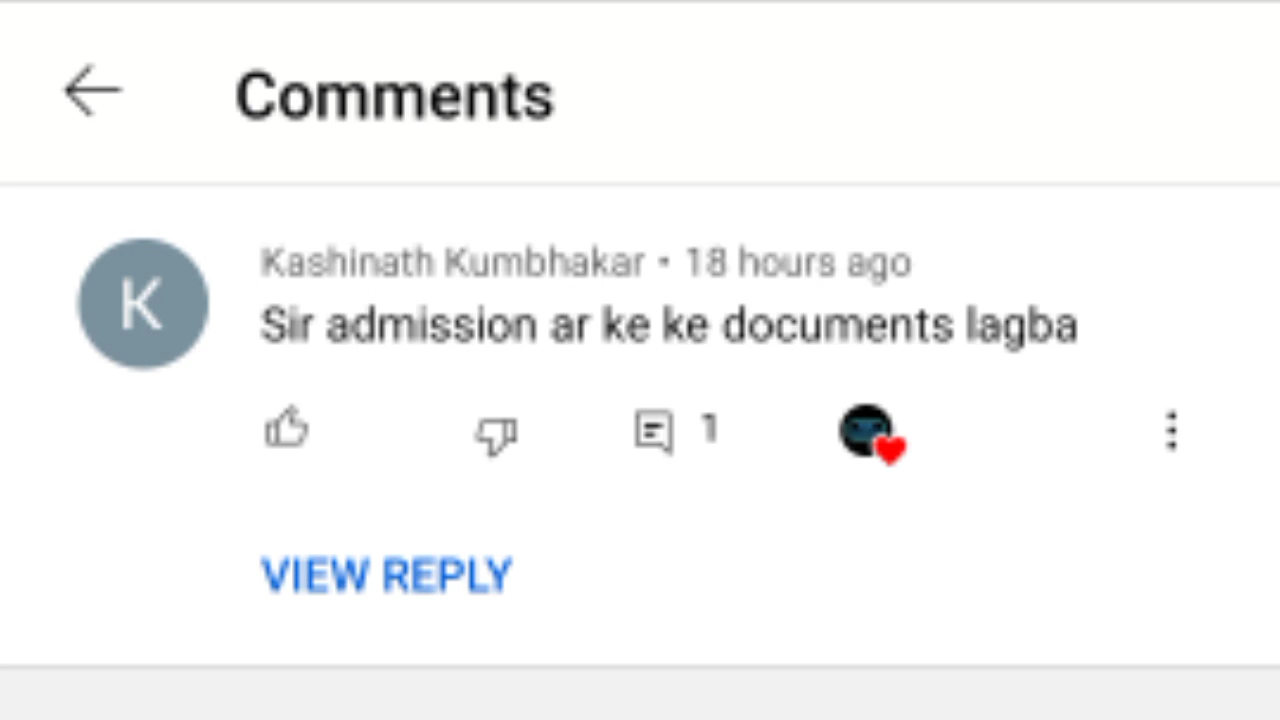 Comments
K
Kashinath Kumbhakar • 18 hours ago
Sir admission ar ke ke documents lagba
1
VIEW REPLY